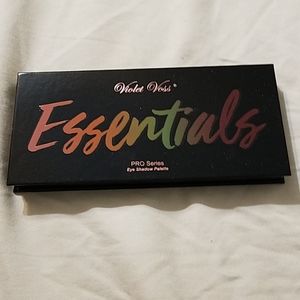 Violet Voss®
Essentials
PRO Series
Eye Shadow Palette